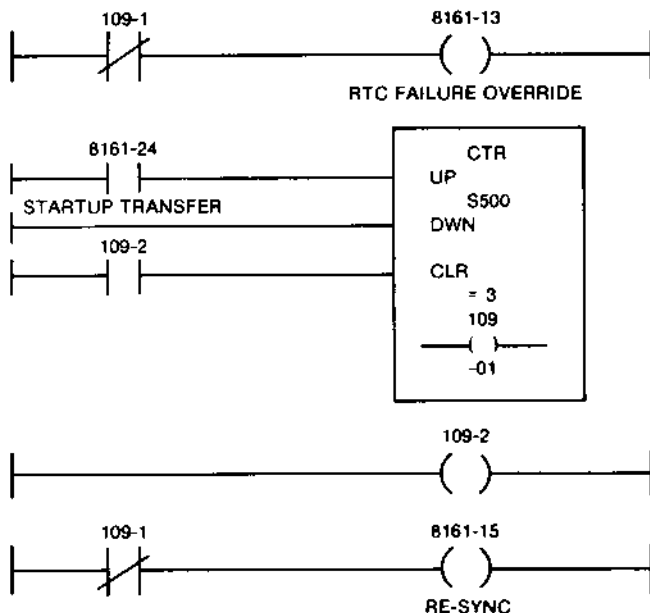 109-1 8161-13
RTC FAILURE OVERRIDE
8161-24 CTR
UP
STARTUP TRANSFER S500
DWN
109-2
CLR
= 3
109
-01
109-2
109-1 8161-15
RE-SYNC